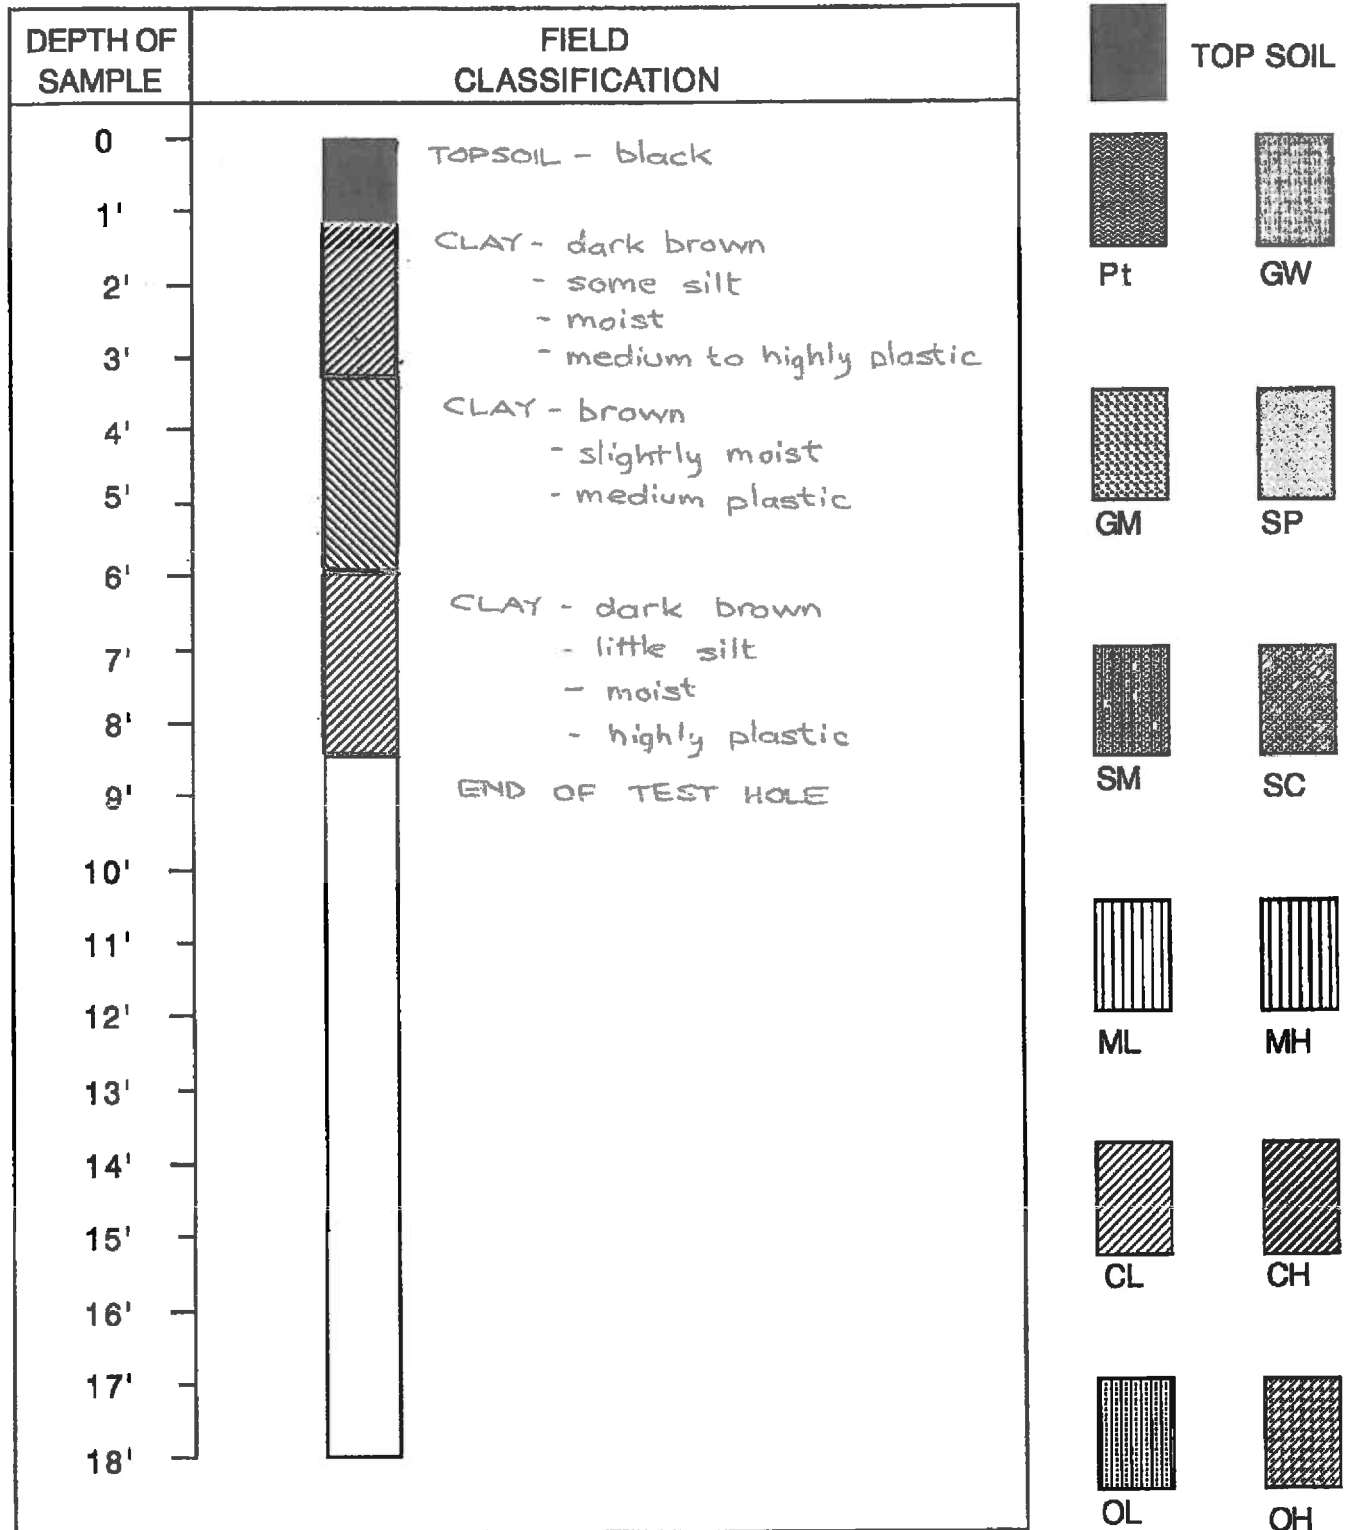 DEPTH OF
SAMPLE
FIELD
CLASSIFICATION
TOP SOIL
0
TOPSOIL - black
1'
CLAY - dark brown
2'
- some silt
- moist
3'
- medium to highly plastic
CLAY - brown
4'
- slightly moist
5'
- medium plastic
6'
CLAY - dark brown
7'
- little silt
- moist
8'
- highly plastic
9'
END OF TEST HOLE
10'
11'
12'
13'
14'
15'
16'
17'
18'
Pt
GW
GM
SP
SM
SC
ML
MH
CL
CH
OL
OH